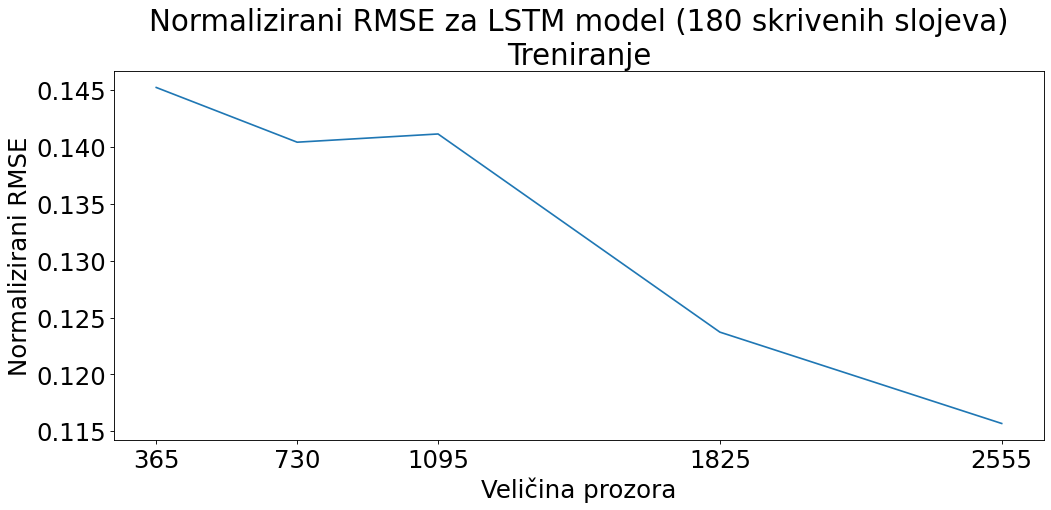 Normalizirani RMSE za LSTM model (180 skrivenih slojeva)
Treniranje
Normalizirani RMSE
0.145
0.140
0.135
0.130
0.125
0.120
0.115
365 730 1095 1825 2555
Veličina prozora